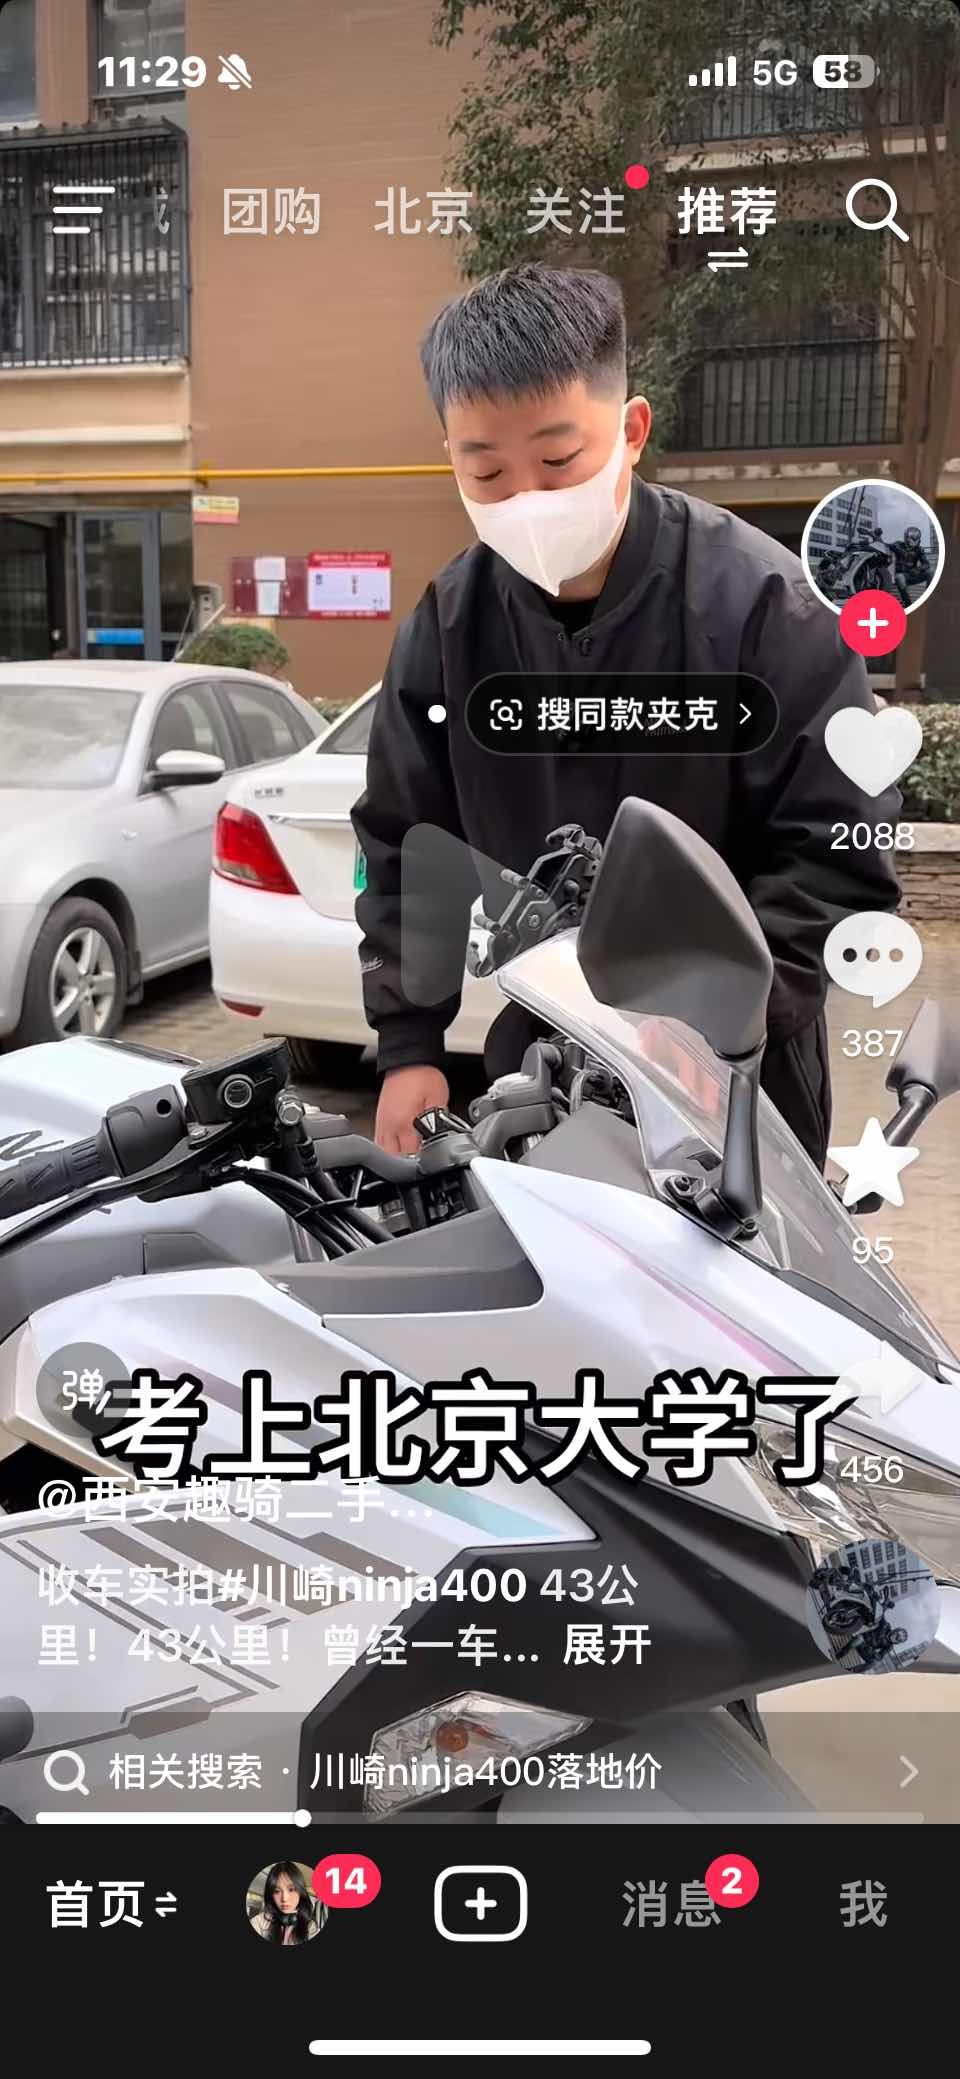 11:29
5G
58
团购
北京
关注
推荐
搜同款夹克
2088
387
95
弹
考上北京大学了
456
@西安趣骑二手...
收车实拍#川崎ninja400 43公
里！43公里！曾经一车... 展开
相关搜索 · 川崎ninja400落地价
首页
14
消息
2
我